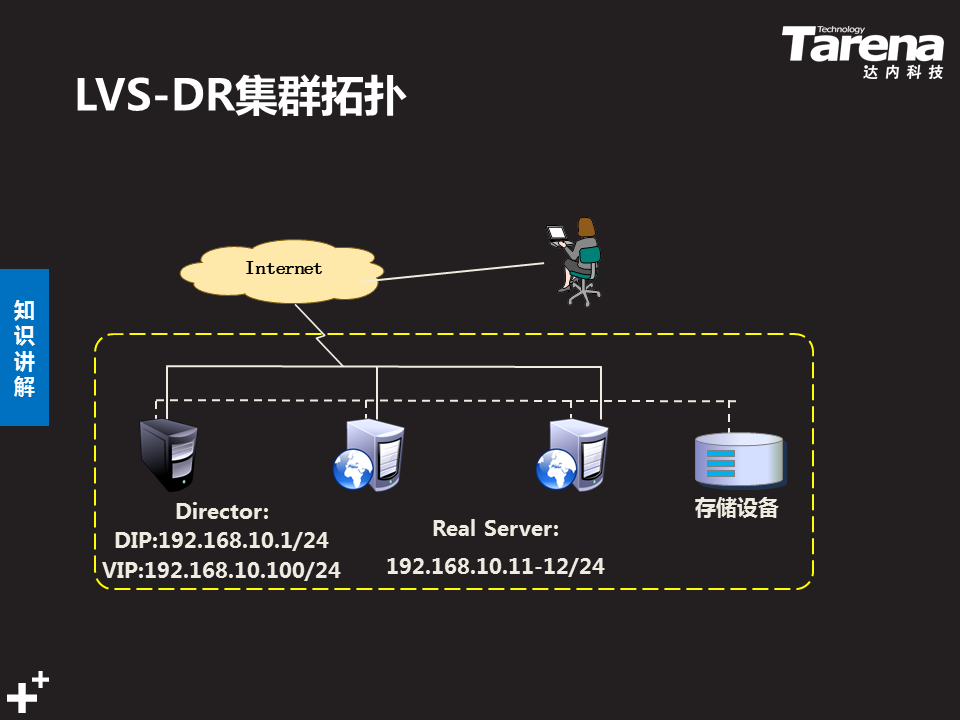 Technology
Tarena
达内科技
LVS-DR集群拓扑
Internet
知识讲解
Director:
DIP:192.168.10.1/24
VIP:192.168.10.100/24
Real Server:
192.168.10.11-12/24
存储设备